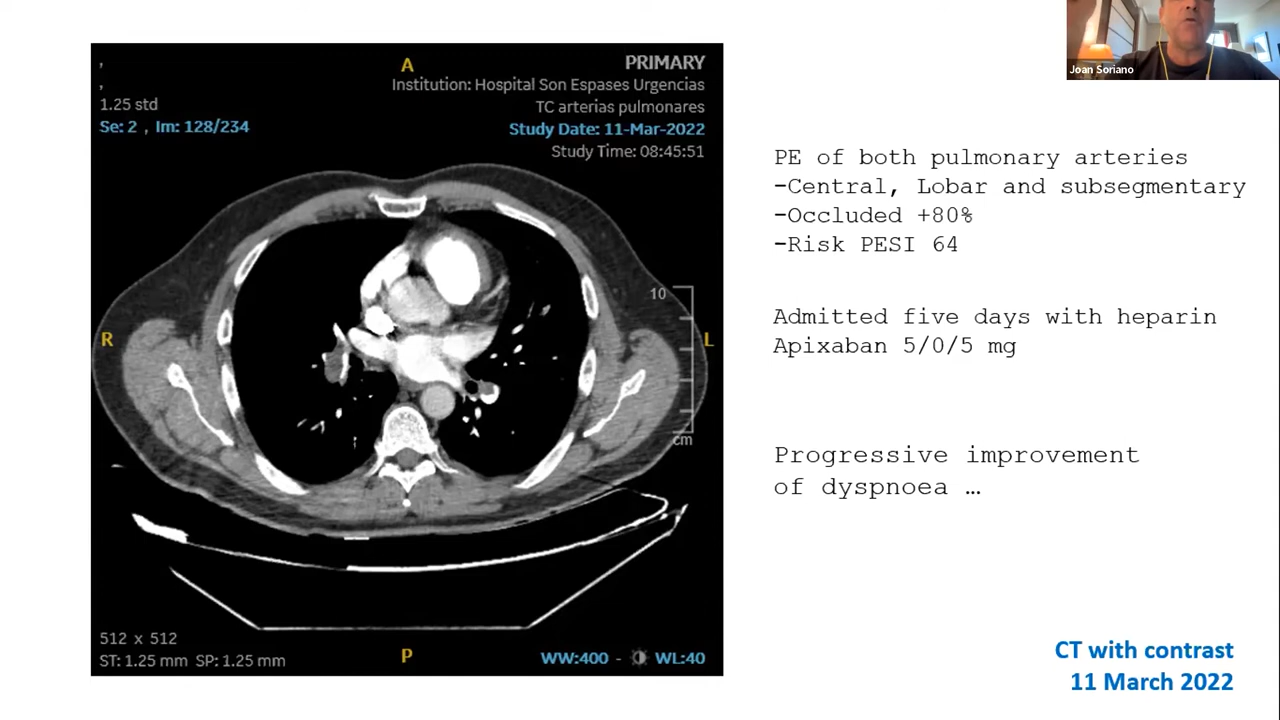 Joan Soriano
A
PRIMARY
,
Institution: Hospital Son Espases Urgencias
,
TC arterias pulmonares
1.25 std
Se: 2 , Im: 128/234
Study Date: 11-Mar-2022
Study Time: 08:45:51
10
R
L
cm
512 x 512
ST: 1.25 mm SP: 1.25 mm
P
WW:400 - WL:40
PE of both pulmonary arteries
-Central, Lobar and subsegmentary
-Occluded +80%
-Risk PESI 64
Admitted five days with heparin
Apixaban 5/0/5 mg
Progressive improvement
of dyspnoea …
CT with contrast
11 March 2022